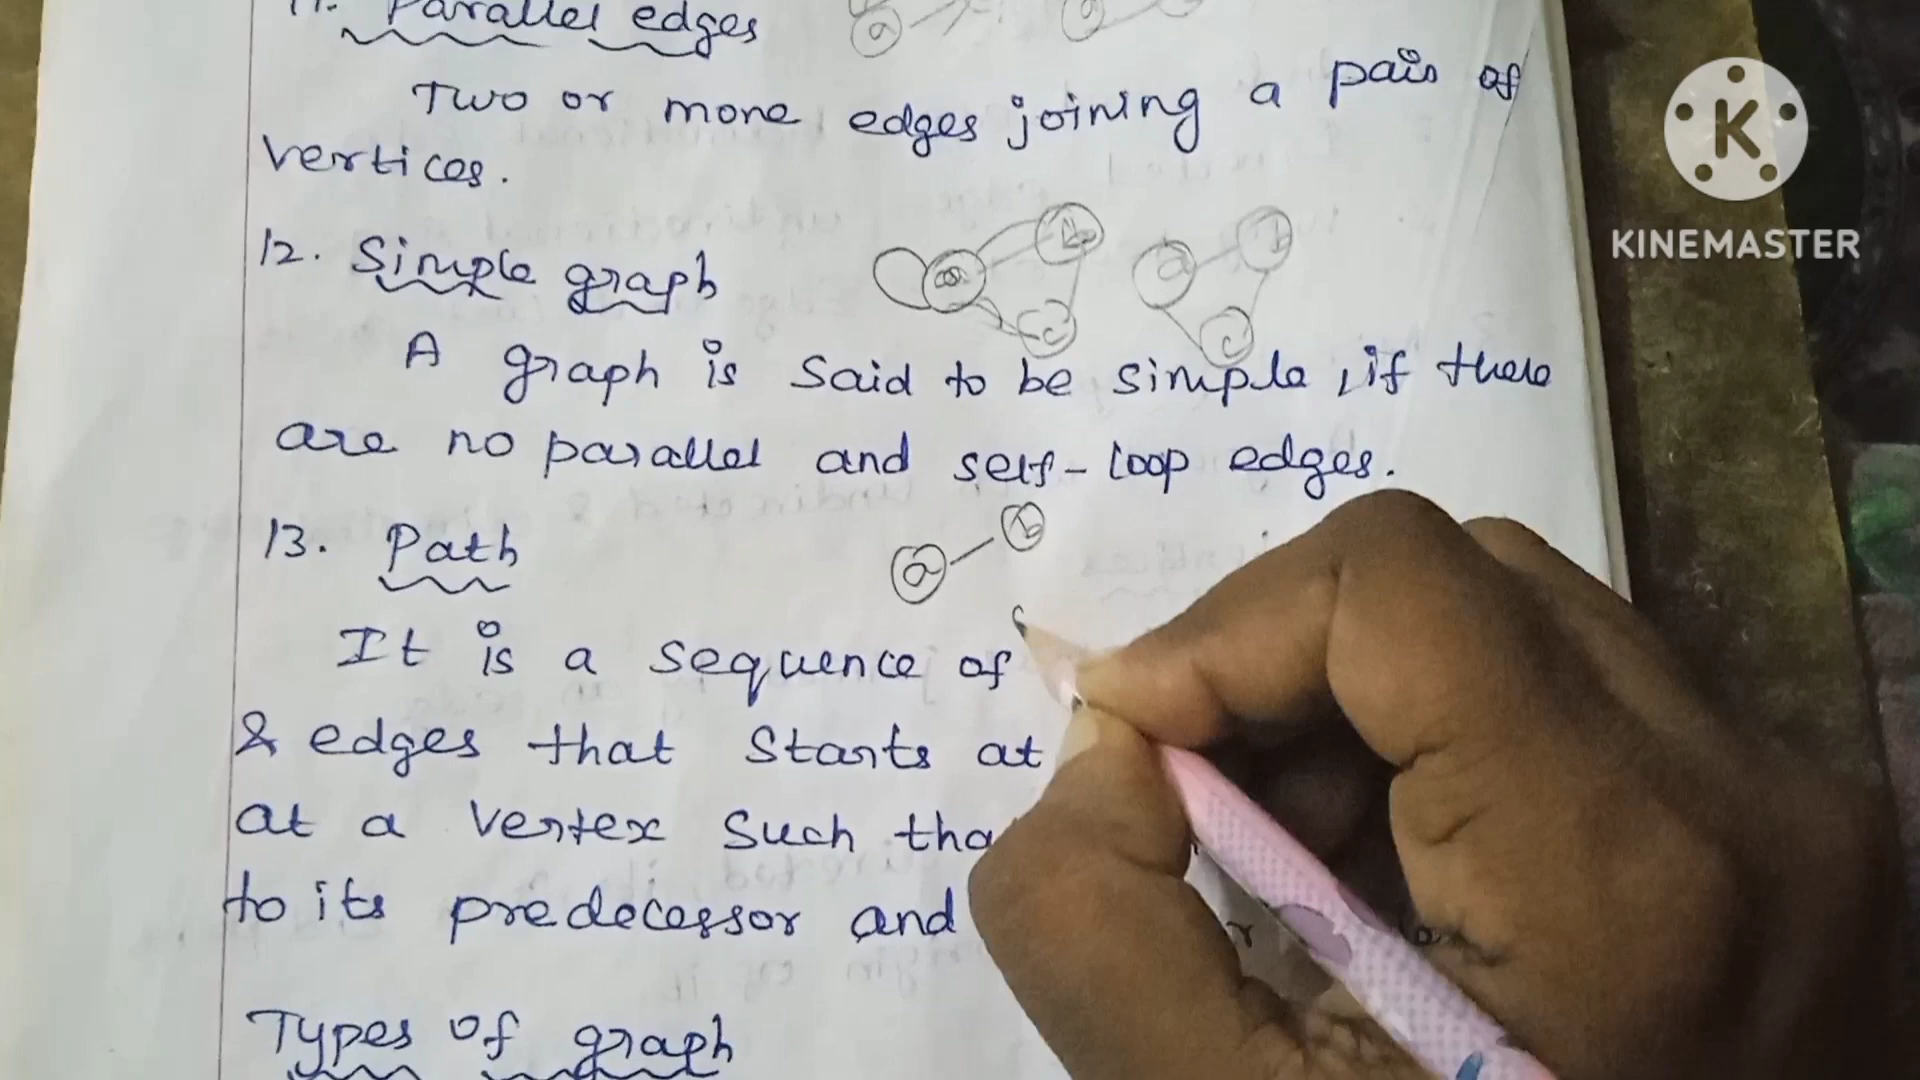 11. Parallel edges
Two or more edges joining a pair of
vertices.
12. Simple graph
a b c
a b c
A graph is said to be simple, if there
are no parallel and self-loop edges.
13. Path
a b
It is a sequence of
& edges that starts at
at a vertex such
to its predecessor and
Types of graph
K
KINEMASTER